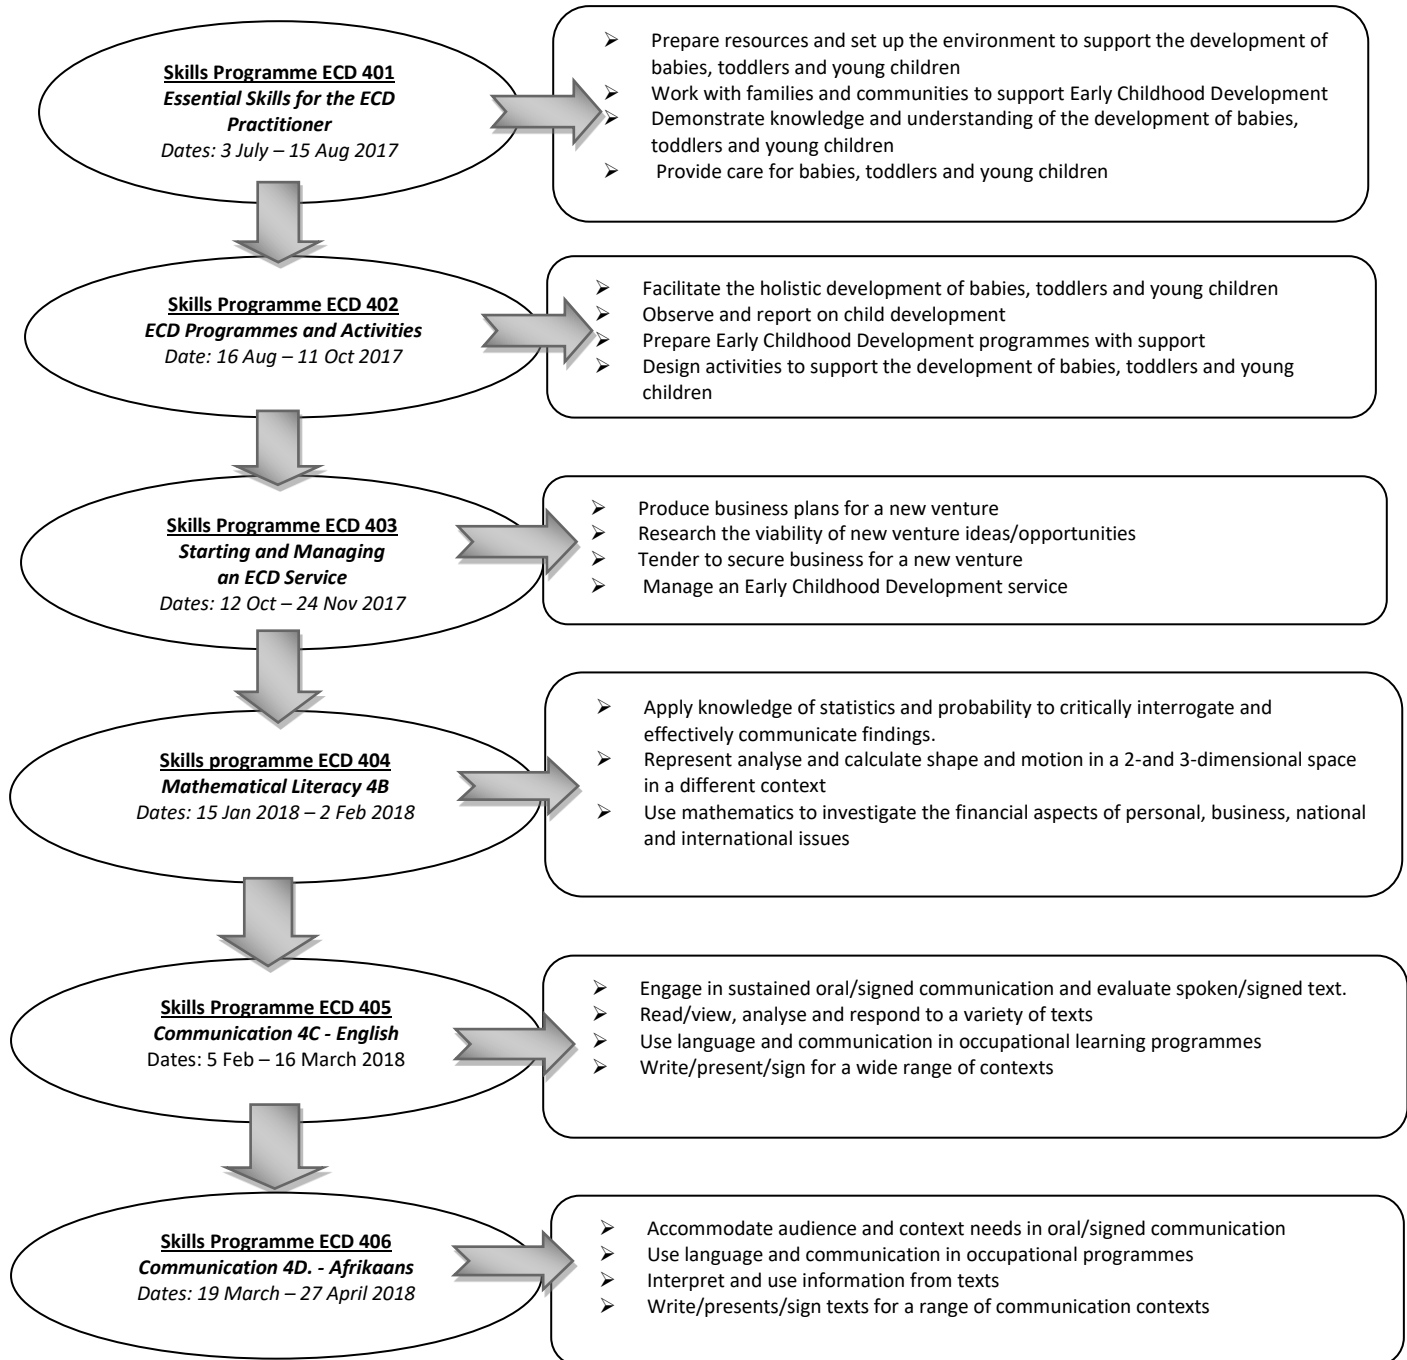 Skills Programme ECD 401
Essential Skills for the ECD
Practitioner
Dates: 3 July – 15 Aug 2017
➢ Prepare resources and set up the environment to support the development of
babies, toddlers and young children
➢ Work with families and communities to support Early Childhood Development
➢ Demonstrate knowledge and understanding of the development of babies,
toddlers and young children
➢ Provide care for babies, toddlers and young children
Skills Programme ECD 402
ECD Programmes and Activities
Date: 16 Aug – 11 Oct 2017
➢ Facilitate the holistic development of babies, toddlers and young children
➢ Observe and report on child development
➢ Prepare Early Childhood Development programmes with support
➢ Design activities to support the development of babies, toddlers and young
children
Skills Programme ECD 403
Starting and Managing
an ECD Service
Dates: 12 Oct – 24 Nov 2017
➢ Produce business plans for a new venture
➢ Research the viability of new venture ideas/opportunities
➢ Tender to secure business for a new venture
➢ Manage an Early Childhood Development service
Skills programme ECD 404
Mathematical Literacy 4B
Dates: 15 Jan 2018 – 2 Feb 2018
➢ Apply knowledge of statistics and probability to critically interrogate and
effectively communicate findings.
➢ Represent analyse and calculate shape and motion in a 2-and 3-dimensional space
in a different context
➢ Use mathematics to investigate the financial aspects of personal, business, national
and international issues
Skills Programme ECD 405
Communication 4C - English
Dates: 5 Feb – 16 March 2018
➢ Engage in sustained oral/signed communication and evaluate spoken/signed text.
➢ Read/view, analyse and respond to a variety of texts
➢ Use language and communication in occupational learning programmes
➢ Write/present/sign for a wide range of contexts
Skills Programme ECD 406
Communication 4D. - Afrikaans
Dates: 19 March – 27 April 2018
➢ Accommodate audience and context needs in oral/signed communication
➢ Use language and communication in occupational programmes
➢ Interpret and use information from texts
➢ Write/presents/sign texts for a range of communication contexts